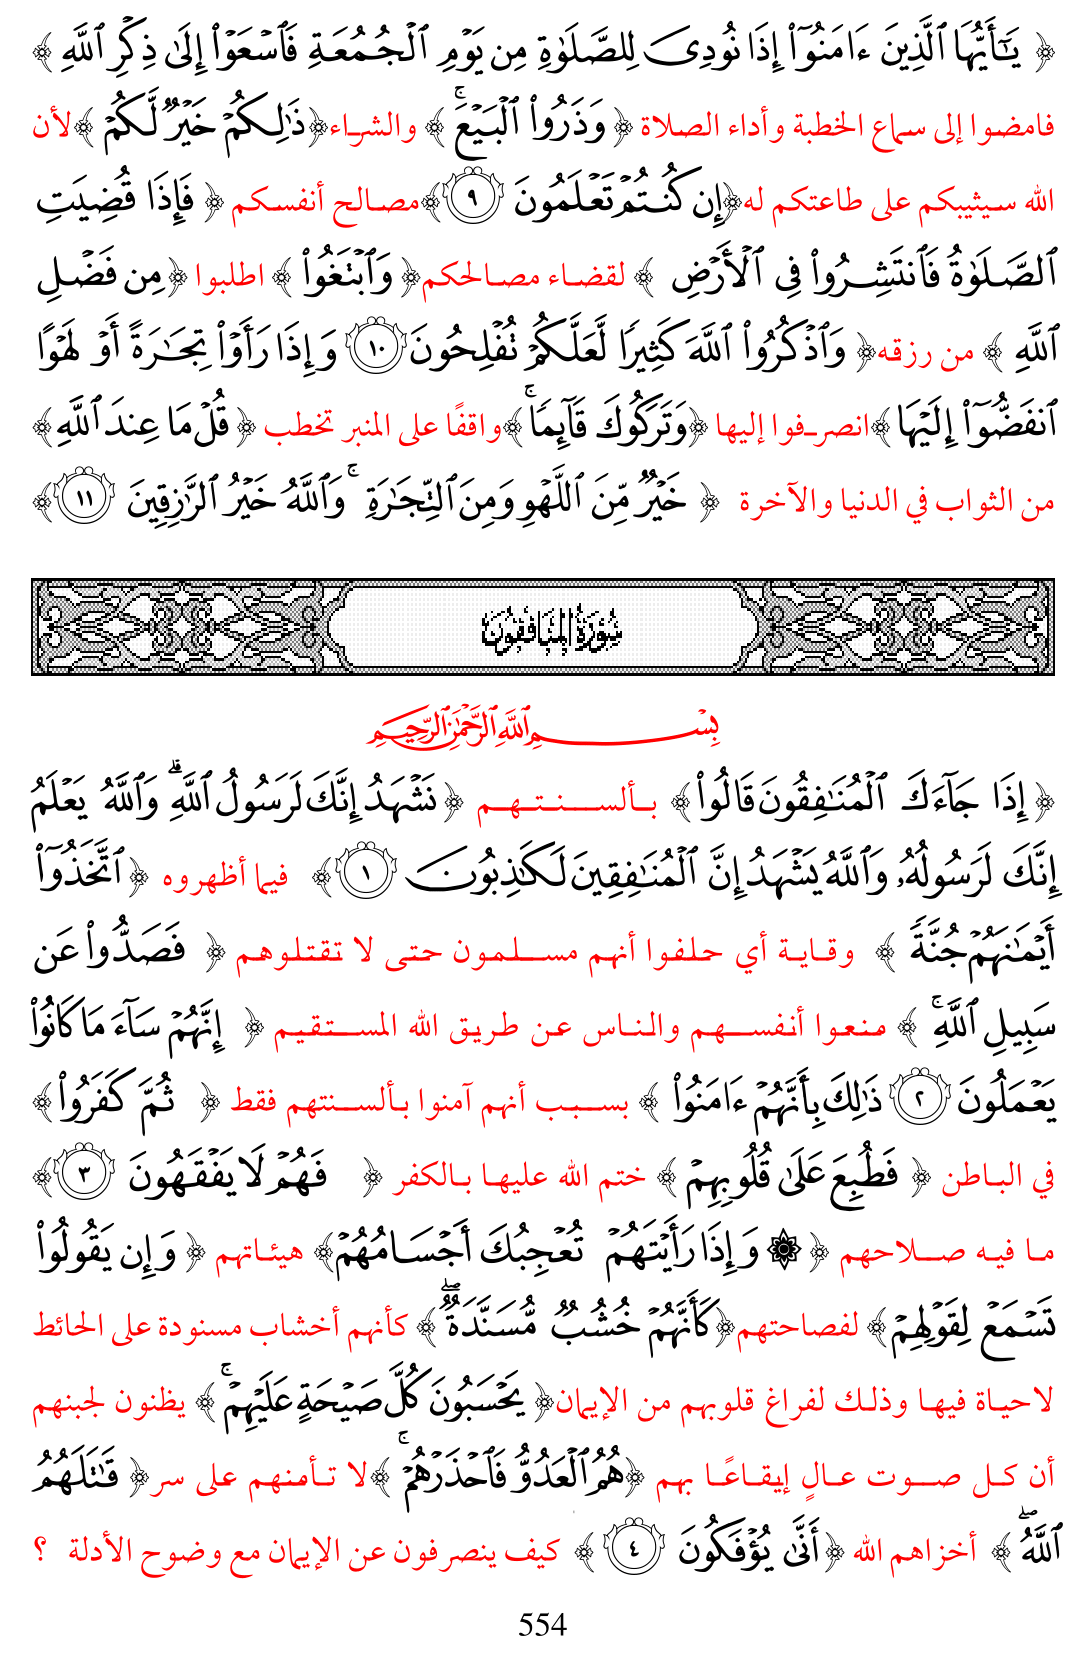 ﴿ يَـٰٓأَيُّهَا ٱلَّذِينَ ءَامَنُوٓا۟ إِذَا نُودِىَ لِلصَّلَوٰةِ مِن يَوْمِ ٱلْجُمُعَةِ فَٱسْعَوْا۟ إِلَىٰ ذِكْرِ ٱللَّهِ ﴾
فامضوا إلى سماع الخطبة وأداء الصلاة ﴿ وَذَرُوا۟ ٱلْبَيْعَ ۚ ﴾ والشراء﴿ ذَٰلِكُمْ خَيْرٌ لَّكُمْ ﴾ لأن
الله سيثيبكم على طاعتكم له﴿إِن كُنتُمْ تَعْلَمُونَ ٩﴾مصالح أنفسكم ﴿ فَإِذَا قُضِيَتِ
ٱلصَّلَوٰةُ فَٱنتَشِرُوا۟ فِى ٱلْأَرْضِ ﴾ لقضاء مصالحكم﴿ وَٱبْتَغُوا۟ ﴾ اطلبوا ﴿مِن فَضْلِ
ٱللَّهِ ﴾ من رزقه﴿ وَٱذْكُرُوا۟ ٱللَّهَ كَثِيرًا لَّعَلَّكُمْ تُفْلِحُونَ ١٠ وَإِذَا رَأَوْا۟ تِجَـٰرَةً أَوْ لَهْوًا
ٱنفَضُّوٓا۟ إِلَيْهَا ﴾انصرفوا إليها ﴿وَتَرَكُوكَ قَآئِمًا ۚ﴾واقفًا على المنبر تخطب ﴿ قُلْ مَا عِندَ ٱللَّهِ ﴾
من الثواب في الدنيا والآخرة ﴿ خَيْرٌ مِّنَ ٱللَّهْوِ وَمِنَ ٱلتِّجَـٰرَةِ ۚ وَٱللَّهُ خَيْرُ ٱلرَّٰزِقِينَ ١١﴾
سُورَةُ المُنَافِقُونَ
بِسْمِ ٱللَّهِ ٱلرَّحْمَـٰنِ ٱلرَّحِيمِ
﴿ إِذَا جَآءَكَ ٱلْمُنَـٰفِقُونَ قَالُوا۟ ﴾ بألسنتهم ﴿ نَشْهَدُ إِنَّكَ لَرَسُولُ ٱللَّهِ ۗ وَٱللَّهُ يَعْلَمُ
إِنَّكَ لَرَسُولُهُۥ وَٱللَّهُ يَشْهَدُ إِنَّ ٱلْمُنَـٰفِقِينَ لَكَـٰذِبُونَ ١ ﴾ فيما أظهروه ﴿ ٱتَّخَذُوٓا۟
أَيْمَـٰنَهُمْ جُنَّةً ﴾ وقاية أي حلفوا أنهم مسلمون حتى لا تقتلوهم ﴿ فَصَدُّوا۟ عَن
سَبِيلِ ٱللَّهِ ۚ ﴾ منعوا أنفسهم والناس عن طريق الله المستقيم ﴿ إِنَّهُمْ سَآءَ مَا كَانُوا۟
يَعْمَلُونَ ٢ ذَٰلِكَ بِأَنَّهُمْ ءَامَنُوا۟ ﴾ بسبب أنهم آمنوا بألسنتهم فقط ﴿ ثُمَّ كَفَرُوا۟ ﴾
في الباطن ﴿ فَطُبِعَ عَلَىٰ قُلُوبِهِمْ ﴾ ختم الله عليها بالكفر ﴿ فَهُمْ لَا يَفْقَهُونَ ٣ ﴾
ما فيه صلاحهم ﴿ ۞ وَإِذَا رَأَيْتَهُمْ تُعْجِبُكَ أَجْسَامُهُمْ ﴾ هيئاتهم ﴿ وَإِن يَقُولُوا۟
تَسْمَعْ لِقَوْلِهِمْ ﴾ لفصاحتهم﴿كَأَنَّهُمْ خُشُبٌ مُّسَنَّدَةٌ ۖ ﴾ كأنهم أخشاب مسنودة على الحائط
لاحياة فيها وذلك لفراغ قلوبهم من الإيمان﴿ يَحْسَبُونَ كُلَّ صَيْحَةٍ عَلَيْهِمْ ۚ ﴾ يظنون لجبنهم
أن كل صوت عالٍ إيقاعًا بهم ﴿هُمُ ٱلْعَدُوُّ فَٱحْذَرْهُمْ ۚ ﴾لا تأمنهم على سر﴿ قَـٰتَلَهُمُ
ٱللَّهُ ۖ ﴾ أخزاهم الله ﴿أَنَّىٰ يُؤْفَكُونَ ٤ ﴾ كيف ينصرفون عن الإيمان مع وضوح الأدلة ؟
554